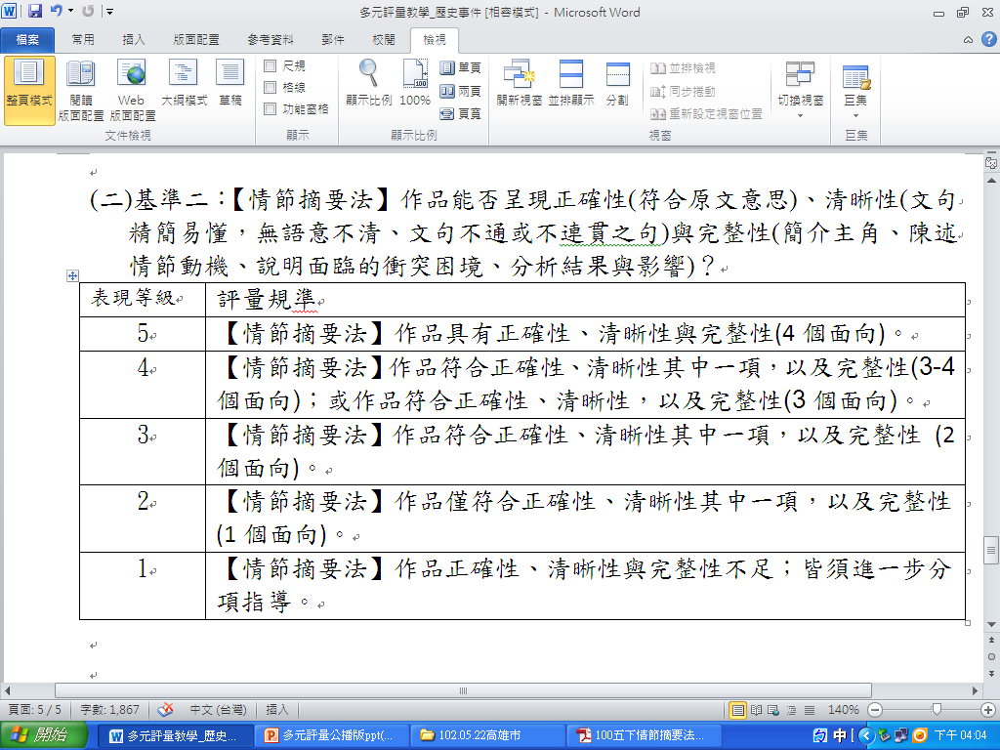 多元評量教學_歷史事件 [相容模式] - Microsoft Word
檔案 常用 插入 版面配置 參考資料 郵件 校閱 檢視
整頁模式 閱讀版面配置 Web 版面配置 大綱模式 草稿
文件檢視
尺規
格線
功能窗格
顯示
顯示比例 100% 單頁
兩頁
頁寬
顯示比例
開新視窗 並排顯示 分割
並排檢視
同步捲動
重新設定視窗位置
切換視窗
視窗
巨集
巨集
(二)基準二：【情節摘要法】作品能否呈現正確性(符合原文意思)、清晰性(文句
精簡易懂，無語意不清、文句不通或不連貫之句)與完整性(簡介主角、陳述
情節動機、說明面臨的衝突困境、分析結果與影響)？
表現等級 評量規準
5 【情節摘要法】作品具有正確性、清晰性與完整性(4 個面向)。
4 【情節摘要法】作品符合正確性、清晰性其中一項，以及完整性(3-4
個面向)；或作品符合正確性、清晰性，以及完整性(3 個面向)。
3 【情節摘要法】作品符合正確性、清晰性其中一項，以及完整性 (2
個面向)。
2 【情節摘要法】作品僅符合正確性、清晰性其中一項，以及完整性
(1 個面向)。
1 【情節摘要法】作品正確性、清晰性與完整性不足；皆須進一步分
項指導。
頁面: 5 / 5 字數: 1,867 中文 (台灣) 插入 140%
開始 多元評量教學_歷史... 多元評量公播版ppt(... 102.05.22高雄市 100五下情節摘要法... 中 下午 04:04